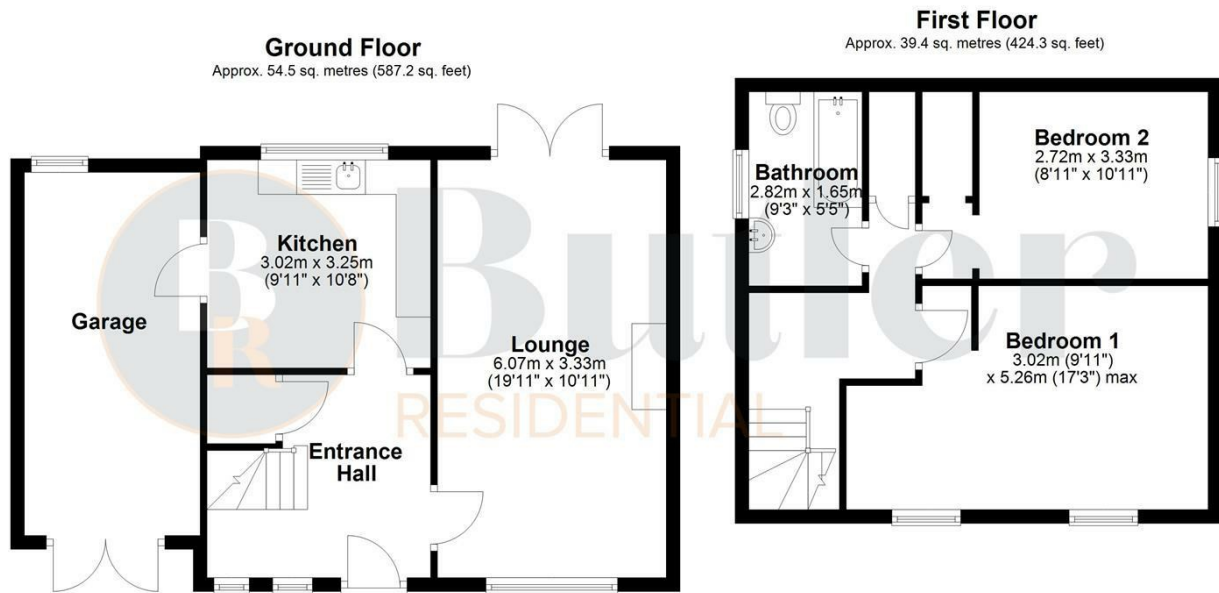 Ground Floor
Approx. 54.5 sq. metres (587.2 sq. feet)
Kitchen
3.02m x 3.25m
(9'11" x 10'8")
Garage
Lounge
6.07m x 3.33m
(19'11" x 10'11")
Entrance
Hall
First Floor
Approx. 39.4 sq. metres (424.3 sq. feet)
Bathroom
2.82m x 1.65m
(9'3" x 5'5")
Bedroom 2
2.72m x 3.33m
(8'11" x 10'11")
Bedroom 1
3.02m (9'11")
x 5.26m (17'3") max
B
R
Butler
RESIDENTIAL